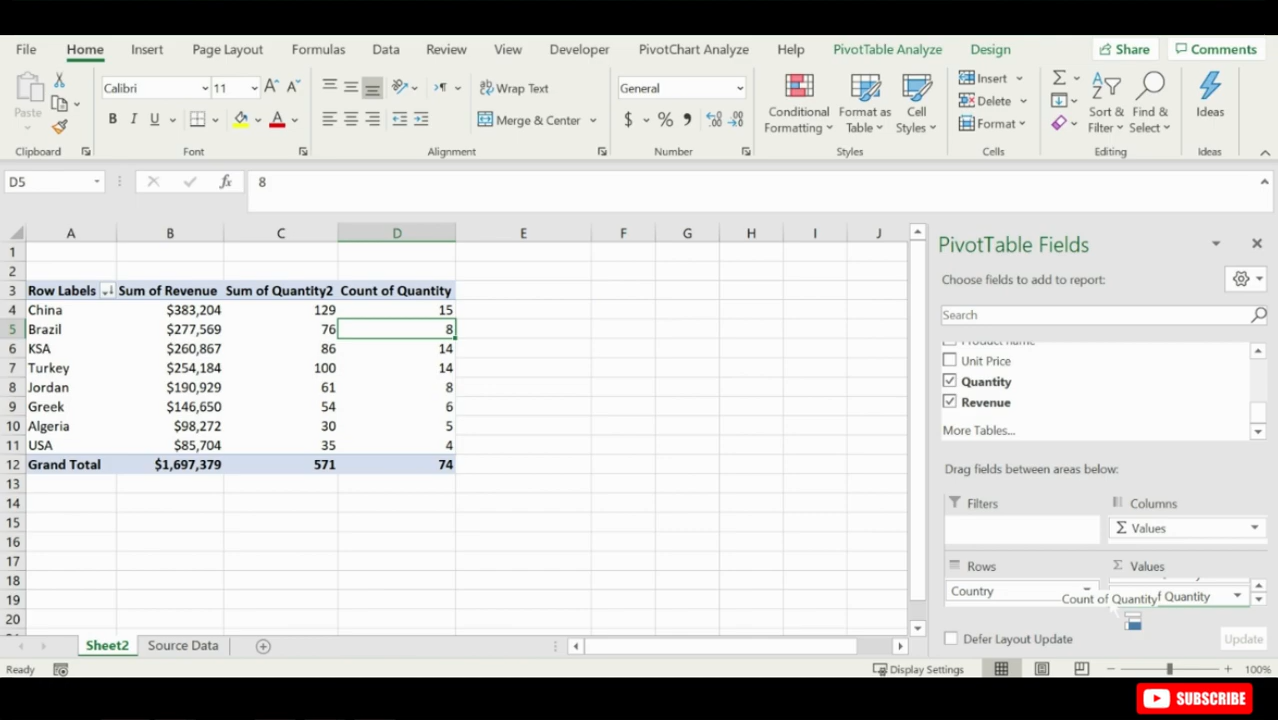 File Home Insert Page Layout Formulas Data Review View Developer PivotChart Analyze Help PivotTable Analyze Design Share Comments
Calibri 11 Wrap Text General Insert
Paste Conditional Format as Cell Delete Sort & Find & Ideas
B I U Merge & Center $ % Formatting Table Styles Format Filter Select
Clipboard Font Alignment Number Styles Cells Editing Ideas
D5 fx 8
A B C D E F G H I J
1
2
3 Row Labels Sum of Revenue Sum of Quantity2 Count of Quantity
4 China $383,204 129 15
5 Brazil $277,569 76 8
6 KSA $260,867 86 14
7 Turkey $254,184 100 14
8 Jordan $190,929 61 8
9 Greek $146,650 54 6
10 Algeria $98,272 30 5
11 USA $85,704 35 4
12 Grand Total $1,697,379 571 74
13
14
15
16
17
18
19
20
PivotTable Fields
Choose fields to add to report:
Search
Product name
Unit Price
Quantity
Revenue
More Tables...
Drag fields between areas below:
Filters Columns
Σ Values
Rows Σ Values
Country Count of Quantity f Quantity
Defer Layout Update Update
Sheet2 Source Data
Ready Display Settings 100%
SUBSCRIBE